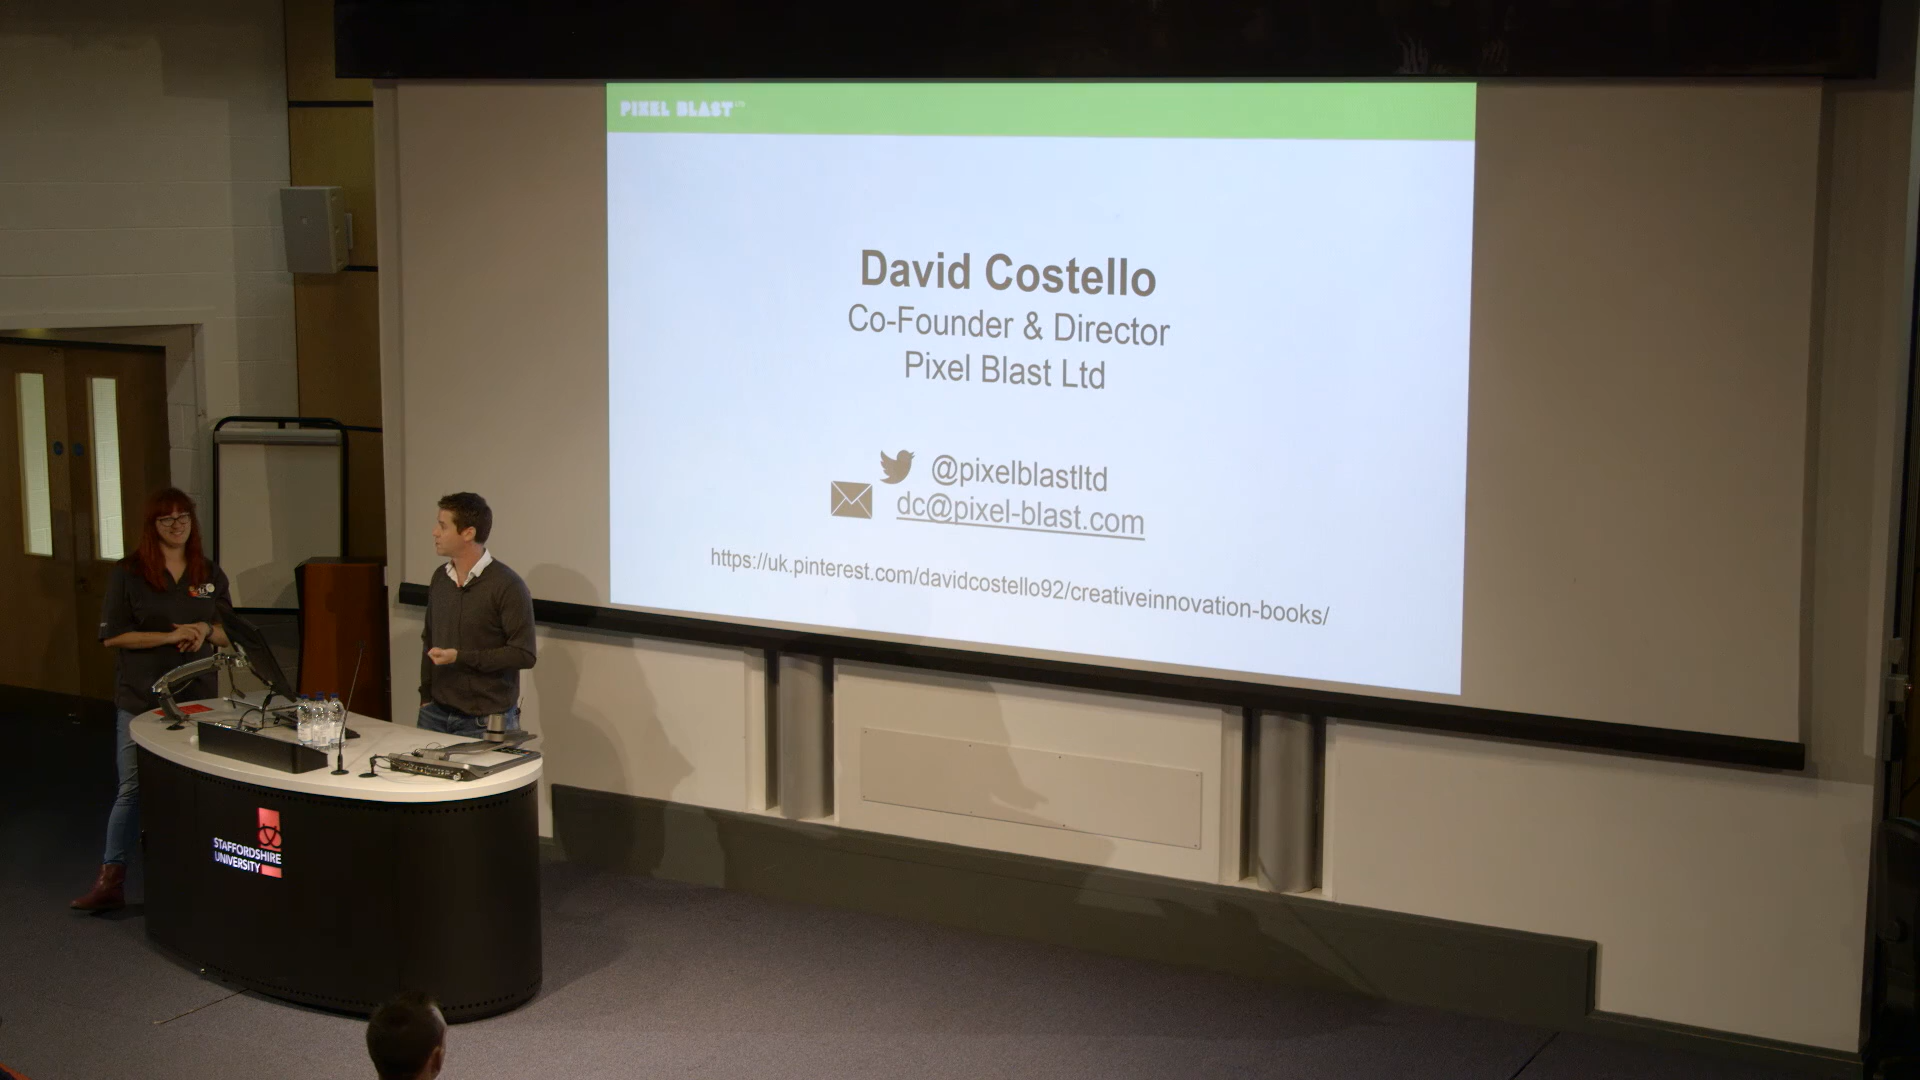 PIXEL BLAST
David Costello
Co-Founder & Director
Pixel Blast Ltd
@pixelblastltd
dc@pixel-blast.com
https://uk.pinterest.com/davidcostello92/creativeinnovation-books/
STAFFORDSHIRE
UNIVERSITY